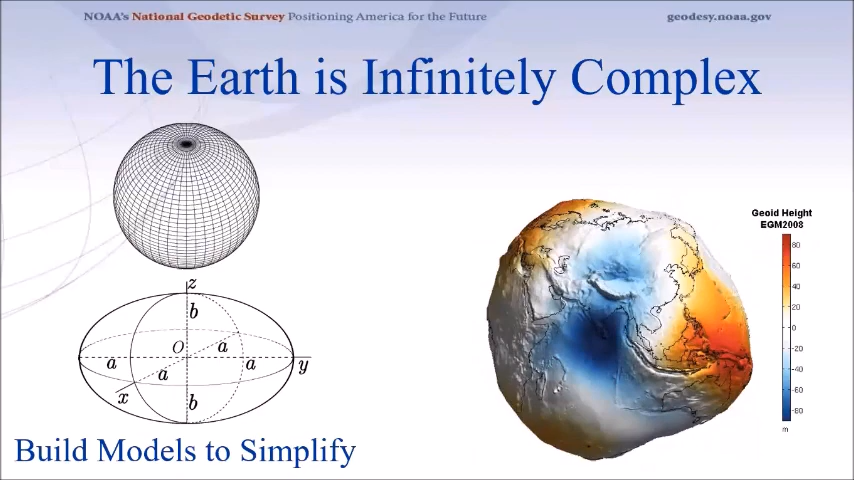 NOAA's National Geodetic Survey Positioning America for the Future
geodesy.noaa.gov
The Earth is Infinitely Complex
Geoid Height
EGM2008
80
60
40
20
0
-20
-40
-60
-80
m
z
b
O
a
a
a
a
y
x
b
Build Models to Simplify